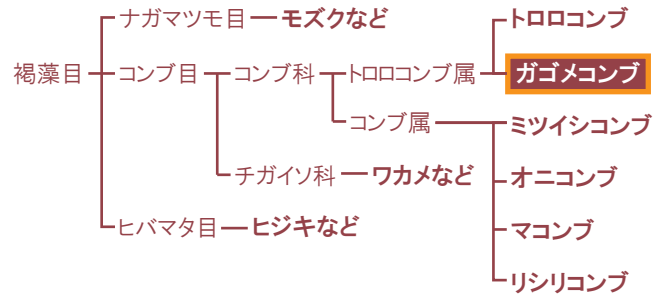 ナガマツモ目
モズクなど
トロロコンブ
褐藻目
コンブ目
コンブ科
トロロコンブ属
ガゴメコンブ
コンブ属
ミツイシコンブ
チガイソ科
ワカメなど
オニコンブ
ヒバマタ目
ヒジキなど
マコンブ
リシリコンブ